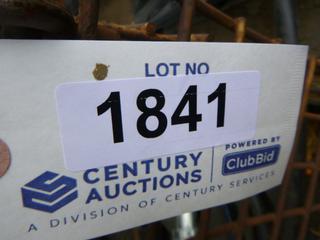 LOT NO
1841
CENTURY
AUCTIONS
POWERED BY
ClubBid
A DIVISION OF CENTURY SERVICES